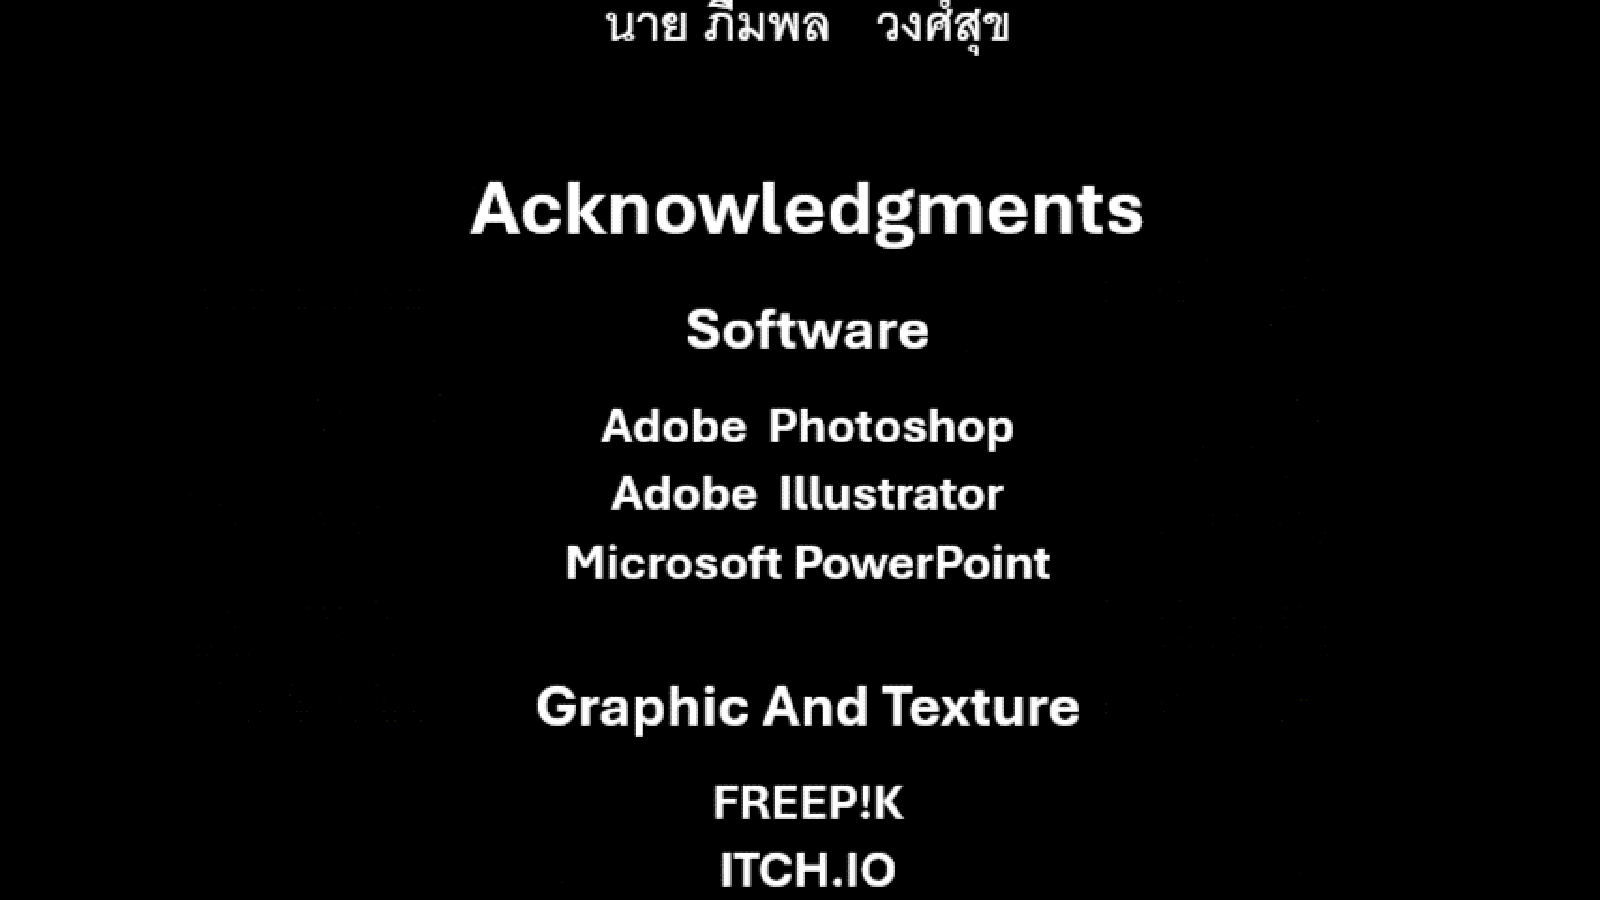 นาย ภีมพล วงศ์สุข
Acknowledgments
Software
Adobe Photoshop
Adobe Illustrator
Microsoft PowerPoint
Graphic And Texture
FREEP!K
ITCH.IO